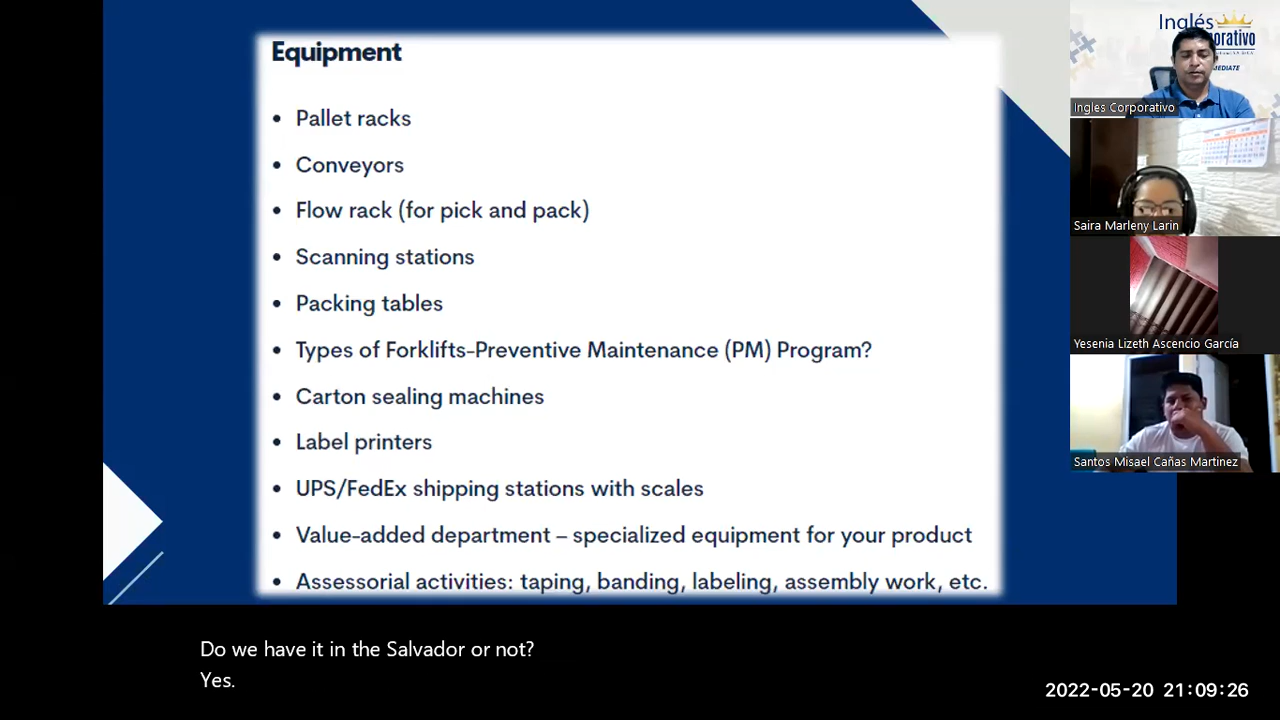 Equipment
• Pallet racks
• Conveyors
• Flow rack (for pick and pack)
• Scanning stations
• Packing tables
• Types of Forklifts-Preventive Maintenance (PM) Program?
• Carton sealing machines
• Label printers
• UPS/FedEx shipping stations with scales
• Value-added department – specialized equipment for your product
• Assessorial activities: taping, banding, labeling, assembly work, etc.
Inglés
Ingles Corporativo
Saira Marleny Larin
Yesenia Lizeth Ascencio García
Santos Misael Cañas Martinez
Do we have it in the Salvador or not?
Yes.
2022-05-20 21:09:26